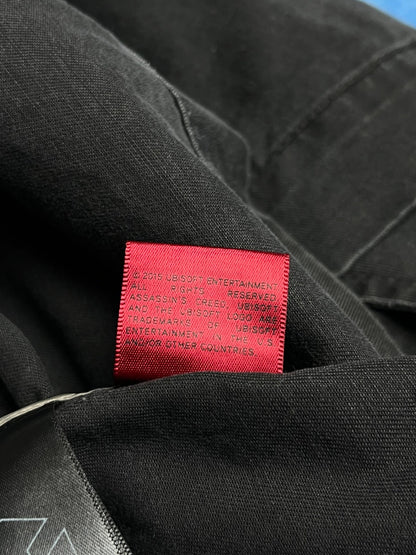 © 2015 UBISOFT ENTERTAINMENT
ALL RIGHTS RESERVED.
ASSASSIN'S CREED, UBISOFT
AND THE UBISOFT LOGO ARE
TRADEMARKS OF UBISOFT
ENTERTAINMENT IN THE U.S
AND/OR OTHER COUNTRIES.